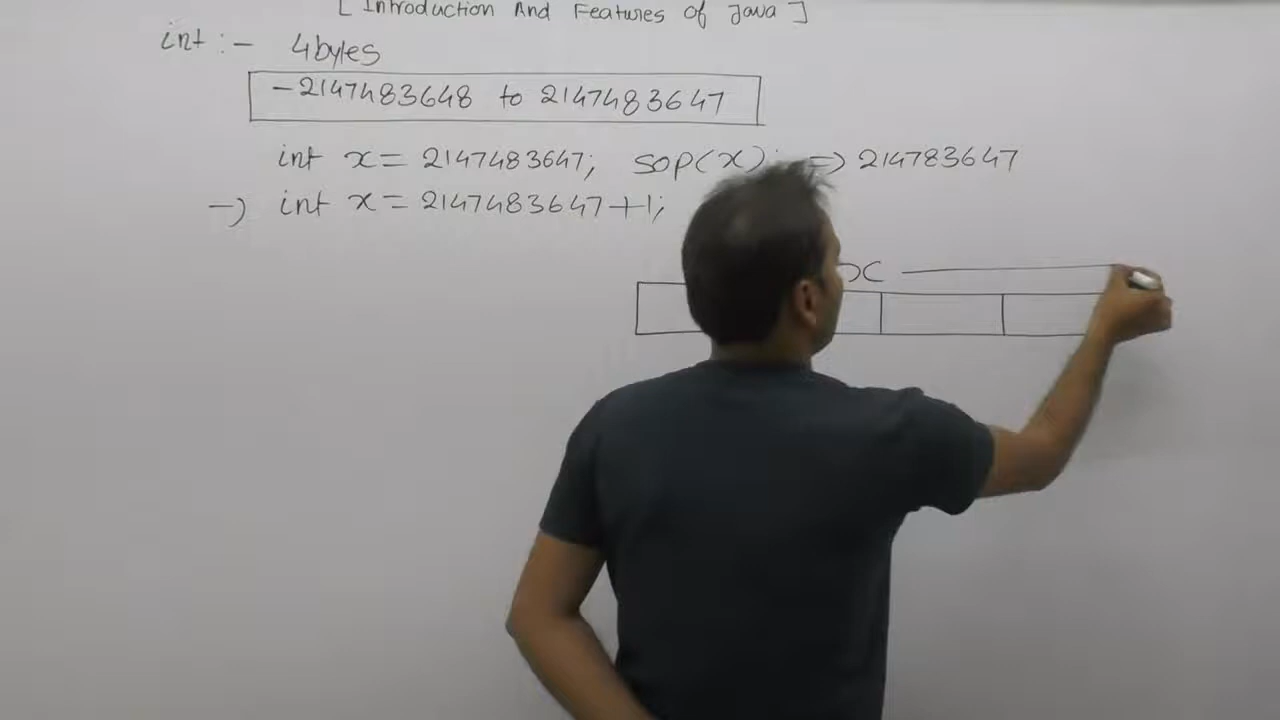 [ Introduction And Features Of Java ]
int :- 4bytes
-2147483648 to 2147483647
int x= 2147483647; sop(x); => 214783647
-) int x= 2147483647+1;
x